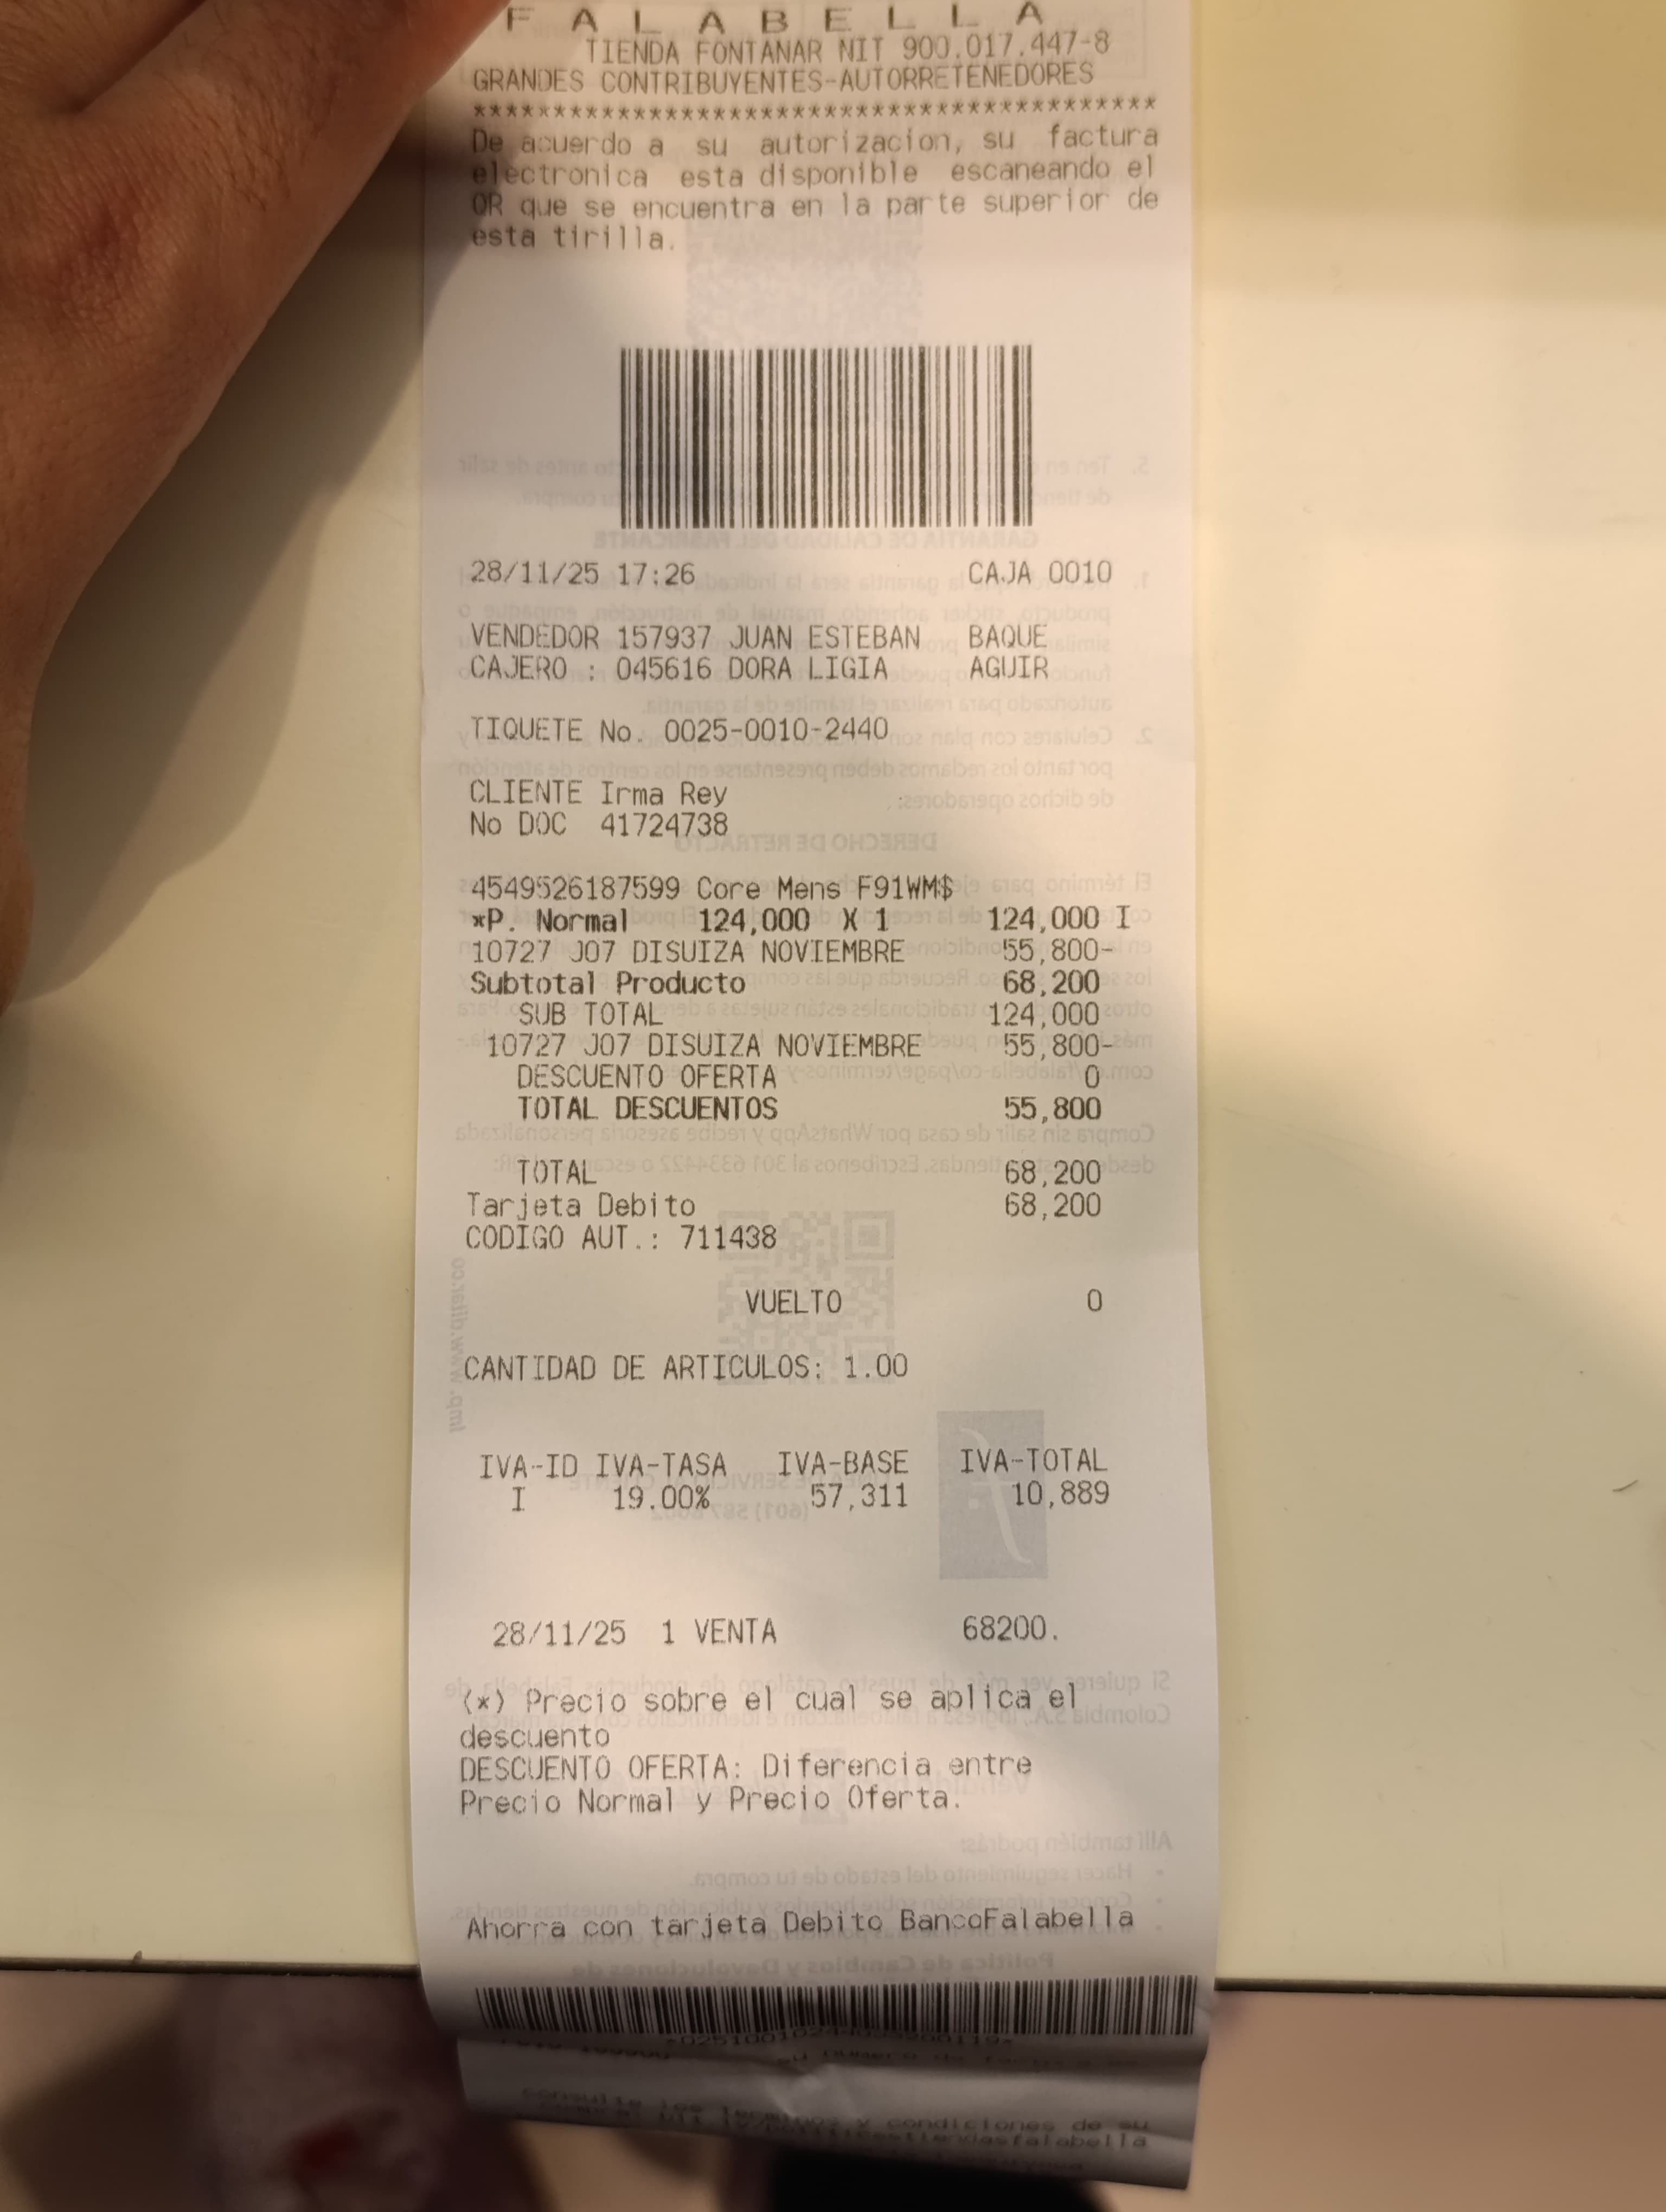 FALABELLA
TIENDA FONTANAR NIT 900.017.447-8
GRANDES CONTRIBUYENTES-AUTORRETENEDORES
*******************************************
De acuerdo a su autorizacion, su factura
electronica esta disponible escaneando el
QR que se encuentra en la parte superior de
esta tirilla.
28/11/25 17:26 CAJA 0010
VENDEDOR 157937 JUAN ESTEBAN BAQUE
CAJERO : 045616 DORA LIGIA AGUIR
TIQUETE No. 0025-0010-2440
CLIENTE Irma Rey
No DOC 41724738
4549526187599 Core Mens F91WM$
*P. Normal 124,000 X 1 124,000 I
10727 J07 DISUIZA NOVIEMBRE 55,800-
Subtotal Producto 68,200
SUB TOTAL 124,000
10727 J07 DISUIZA NOVIEMBRE 55,800-
DESCUENTO OFERTA 0
TOTAL DESCUENTOS 55,800
TOTAL 68,200
Tarjeta Debito 68,200
CODIGO AUT.: 711438
VUELTO 0
CANTIDAD DE ARTICULOS: 1.00
IVA-ID IVA-TASA IVA-BASE IVA-TOTAL
I 19.00% 57,311 10,889
28/11/25 1 VENTA 68200.
(*) Precio sobre el cual se aplica el
descuento
DESCUENTO OFERTA: Diferencia entre
Precio Normal y Precio Oferta.
Ahorra con tarjeta Debito BancoFalabella